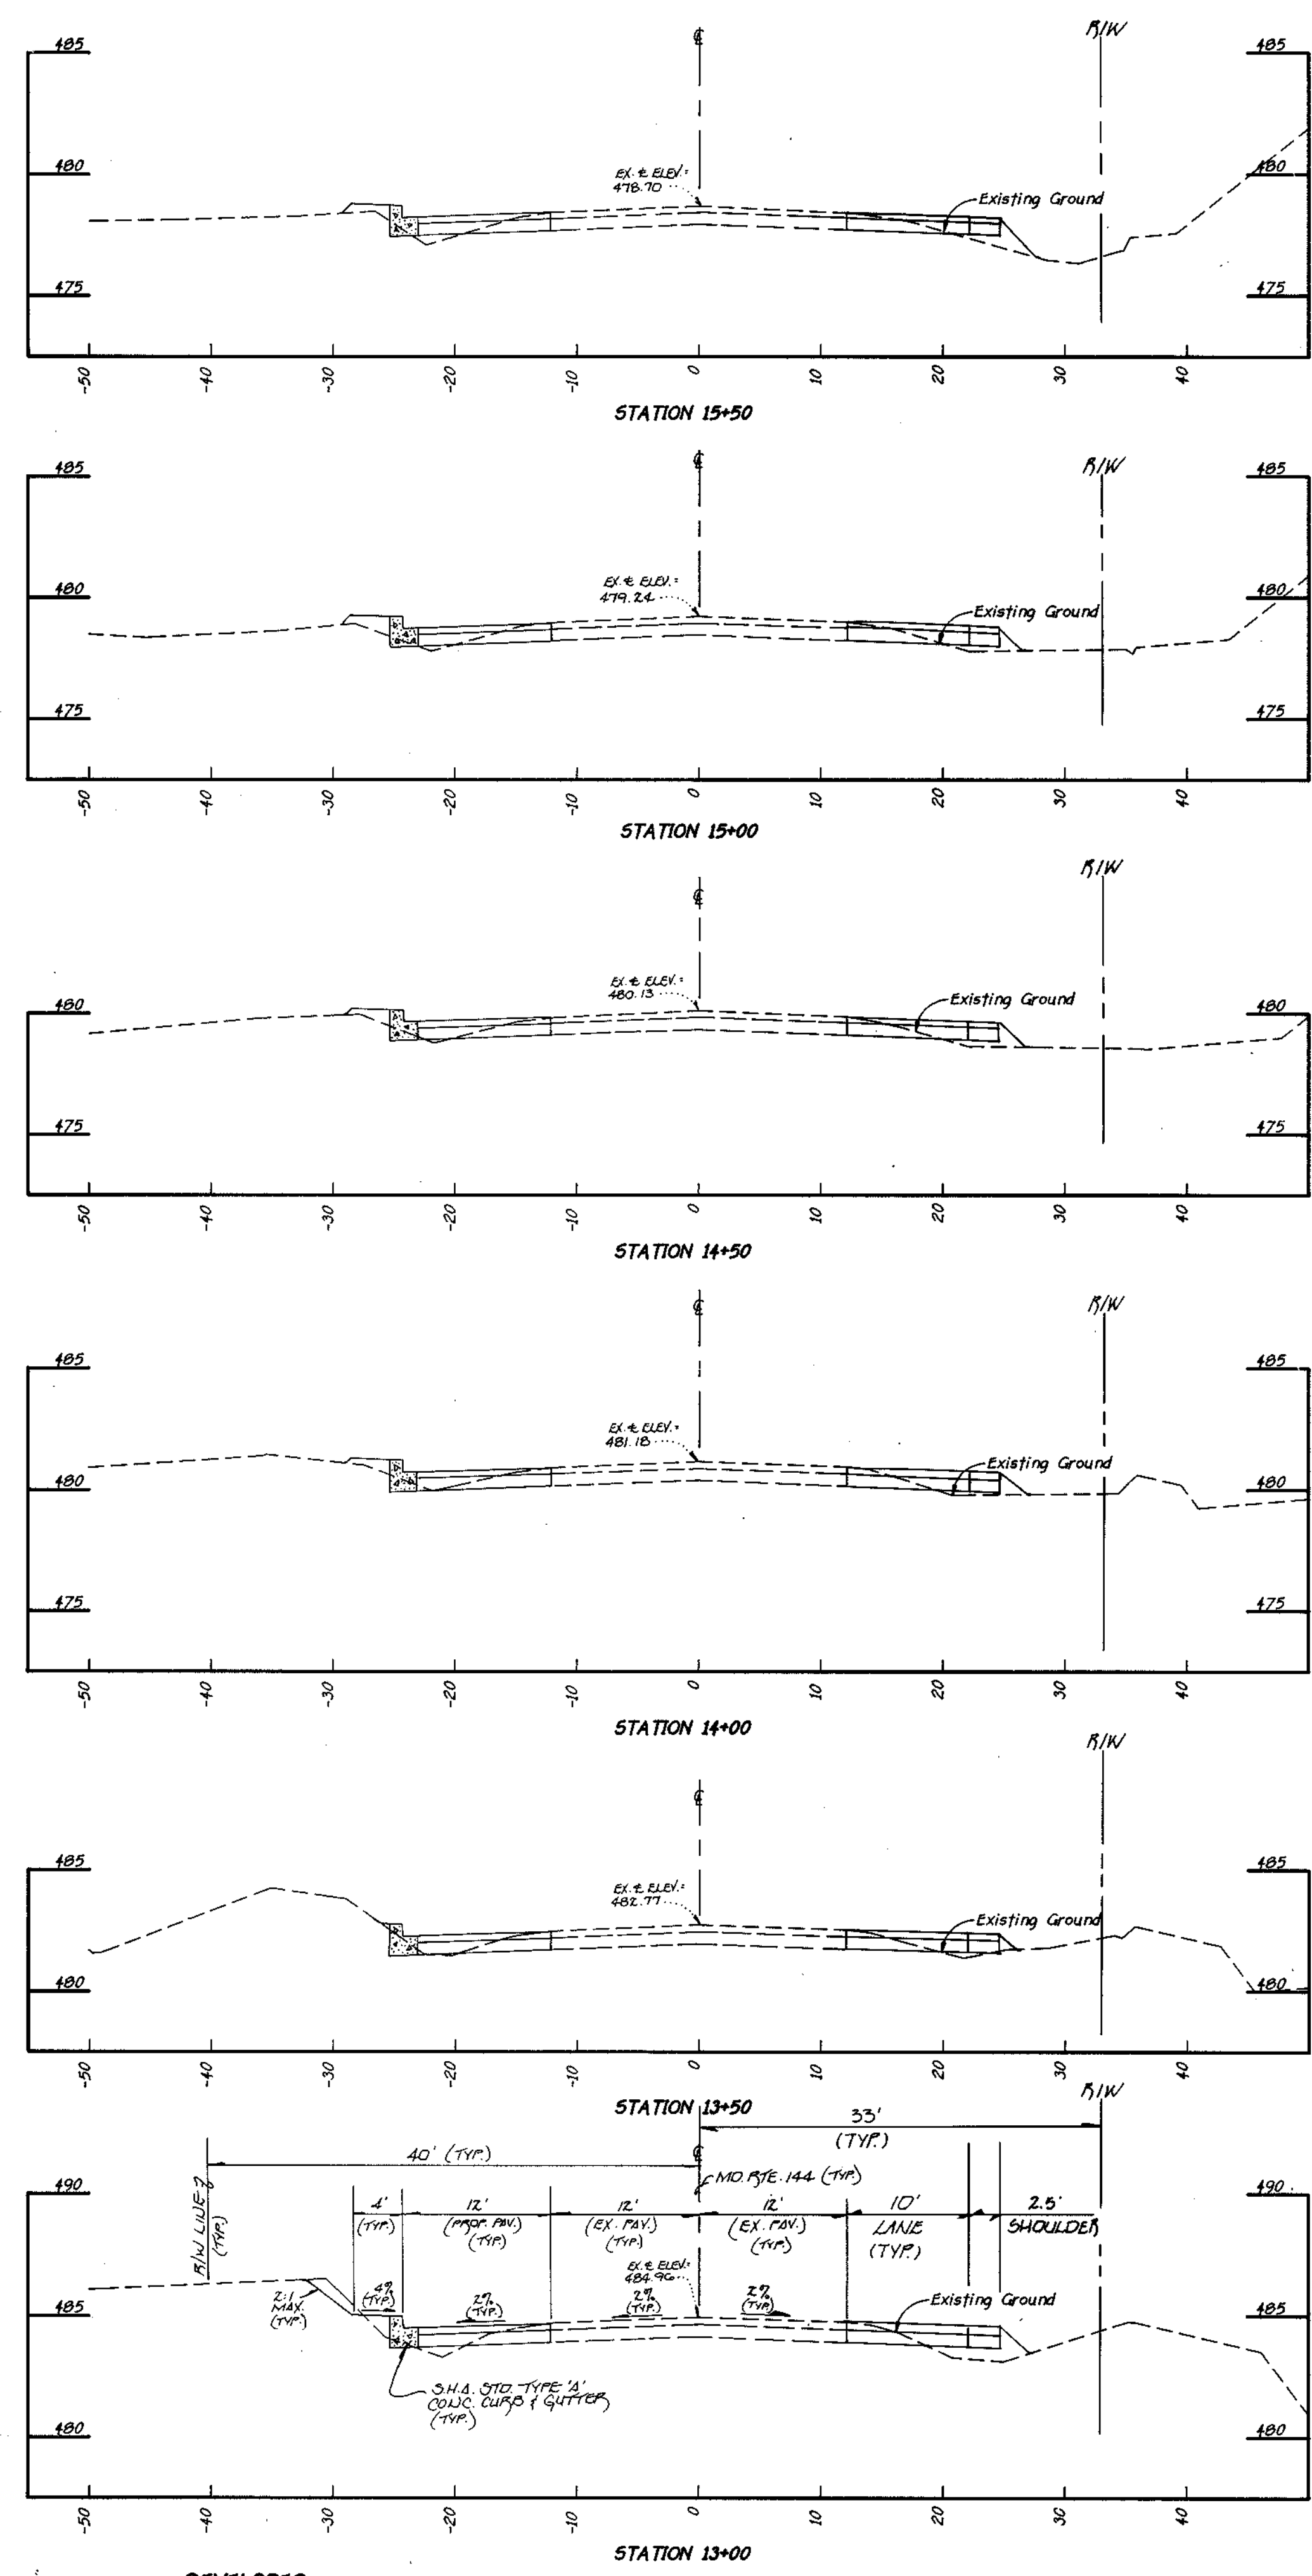 R/W
℄
485 485
480 480
EX. ℄ ELEV.=
478.70
Existing Ground
475 475
-50 -40 -30 -20 -10 0 10 20 30 40
STATION 15+50
R/W
℄
485 485
480 480
EX. ℄ ELEV.=
479.24
Existing Ground
475 475
-50 -40 -30 -20 -10 0 10 20 30 40
STATION 15+00
R/W
℄
480 480
EX. ℄ ELEV.=
480.13
Existing Ground
475 475
-50 -40 -30 -20 -10 0 10 20 30 40
STATION 14+50
R/W
℄
485 485
EX. ℄ ELEV.=
481.18
Existing Ground
480 480
475 475
-50 -40 -30 -20 -10 0 10 20 30 40
STATION 14+00
R/W
℄
485 485
EX. ℄ ELEV.=
482.77
Existing Ground
480 480
-50 -40 -30 -20 -10 0 10 20 30 40
STATION 13+50
R/W
33'
(TYP.)
40' (TYP.)
℄
MD. RTE. 144 (TYP.)
490 490
R/W LINE
(TYP.)
4'
(TYP.)
12'
(PROP. PAV.)
(TYP.)
12'
(EX. PAV.)
(TYP.)
12'
(EX. PAV.)
(TYP.)
10'
LANE
(TYP.)
2.5'
SHOULDER
EX. ℄ ELEV.=
484.96
2:1
MAX.
(TYP.)
4%
(TYP.)
2%
(TYP.)
2%
(TYP.)
2%
(TYP.)
Existing Ground
485 485
S.H.A. STD. TYPE 'A'
CONC. CURB & GUTTER
(TYP.)
480 480
-50 -40 -30 -20 -10 0 10 20 30 40
STATION 13+00